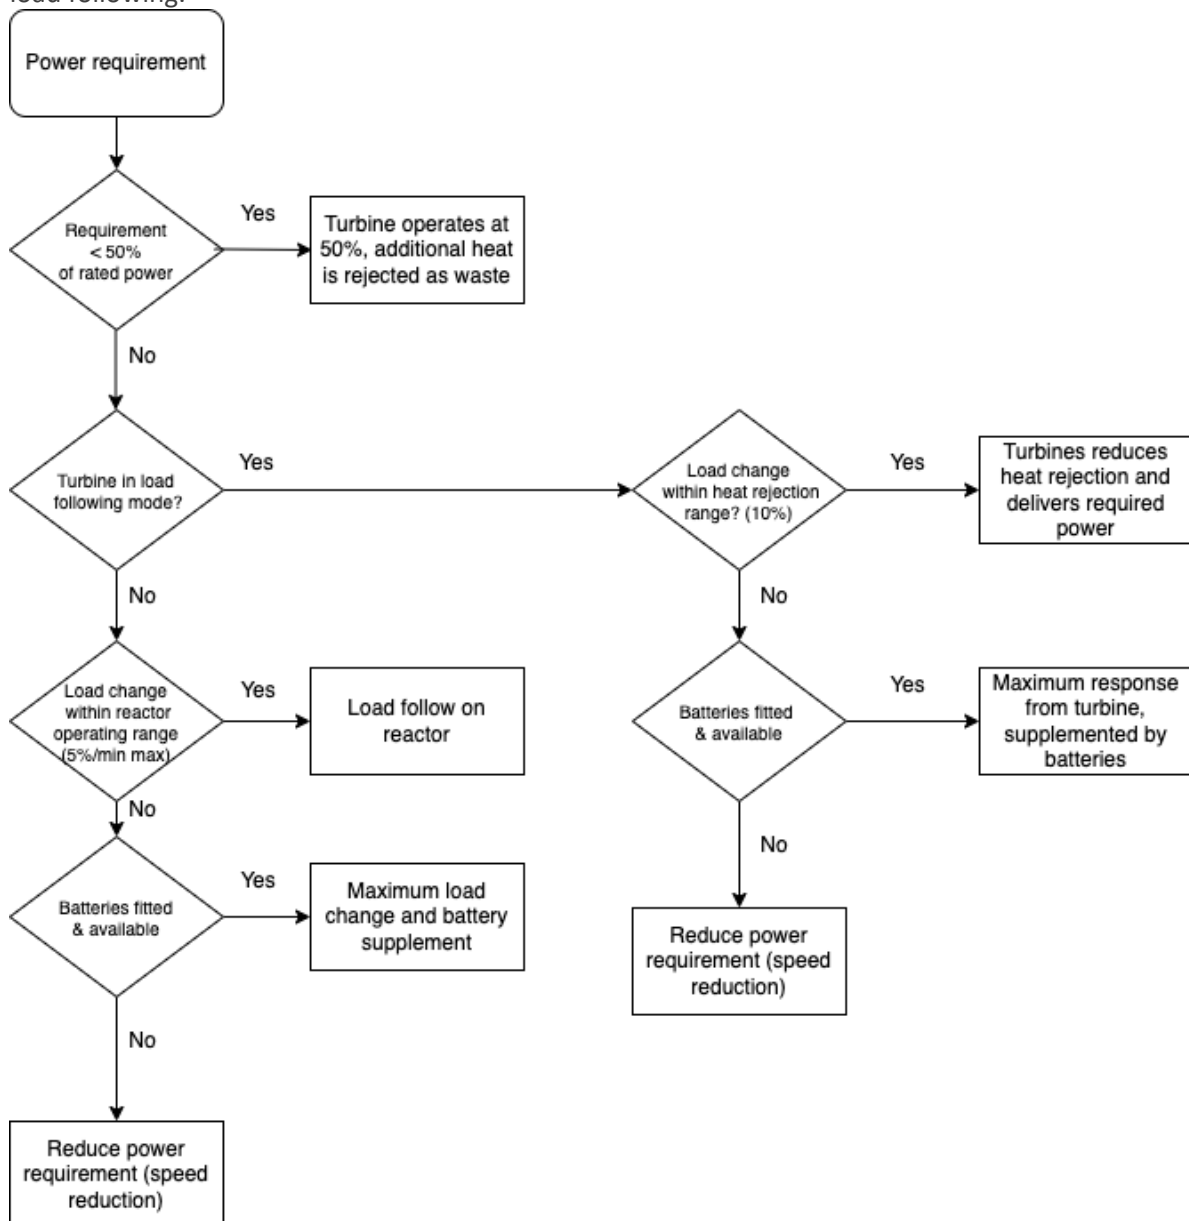 load following.
Power requirement
Requirement
< 50%
of rated power
Yes
Turbine operates at
50%, additional heat
is rejected as waste
No
Turbine in load
following mode?
Yes
Load change
within heat rejection
range? (10%)
Yes
Turbines reduces
heat rejection and
delivers required
power
No
No
Load change
within reactor
operating range
(5%/min max)
Yes
Load follow on
reactor
Batteries fitted
& available
Yes
Maximum response
from turbine,
supplemented by
batteries
No
No
Batteries fitted
& available
Yes
Maximum load
change and battery
supplement
Reduce power
requirement (speed
reduction)
No
Reduce power
requirement (speed
reduction)